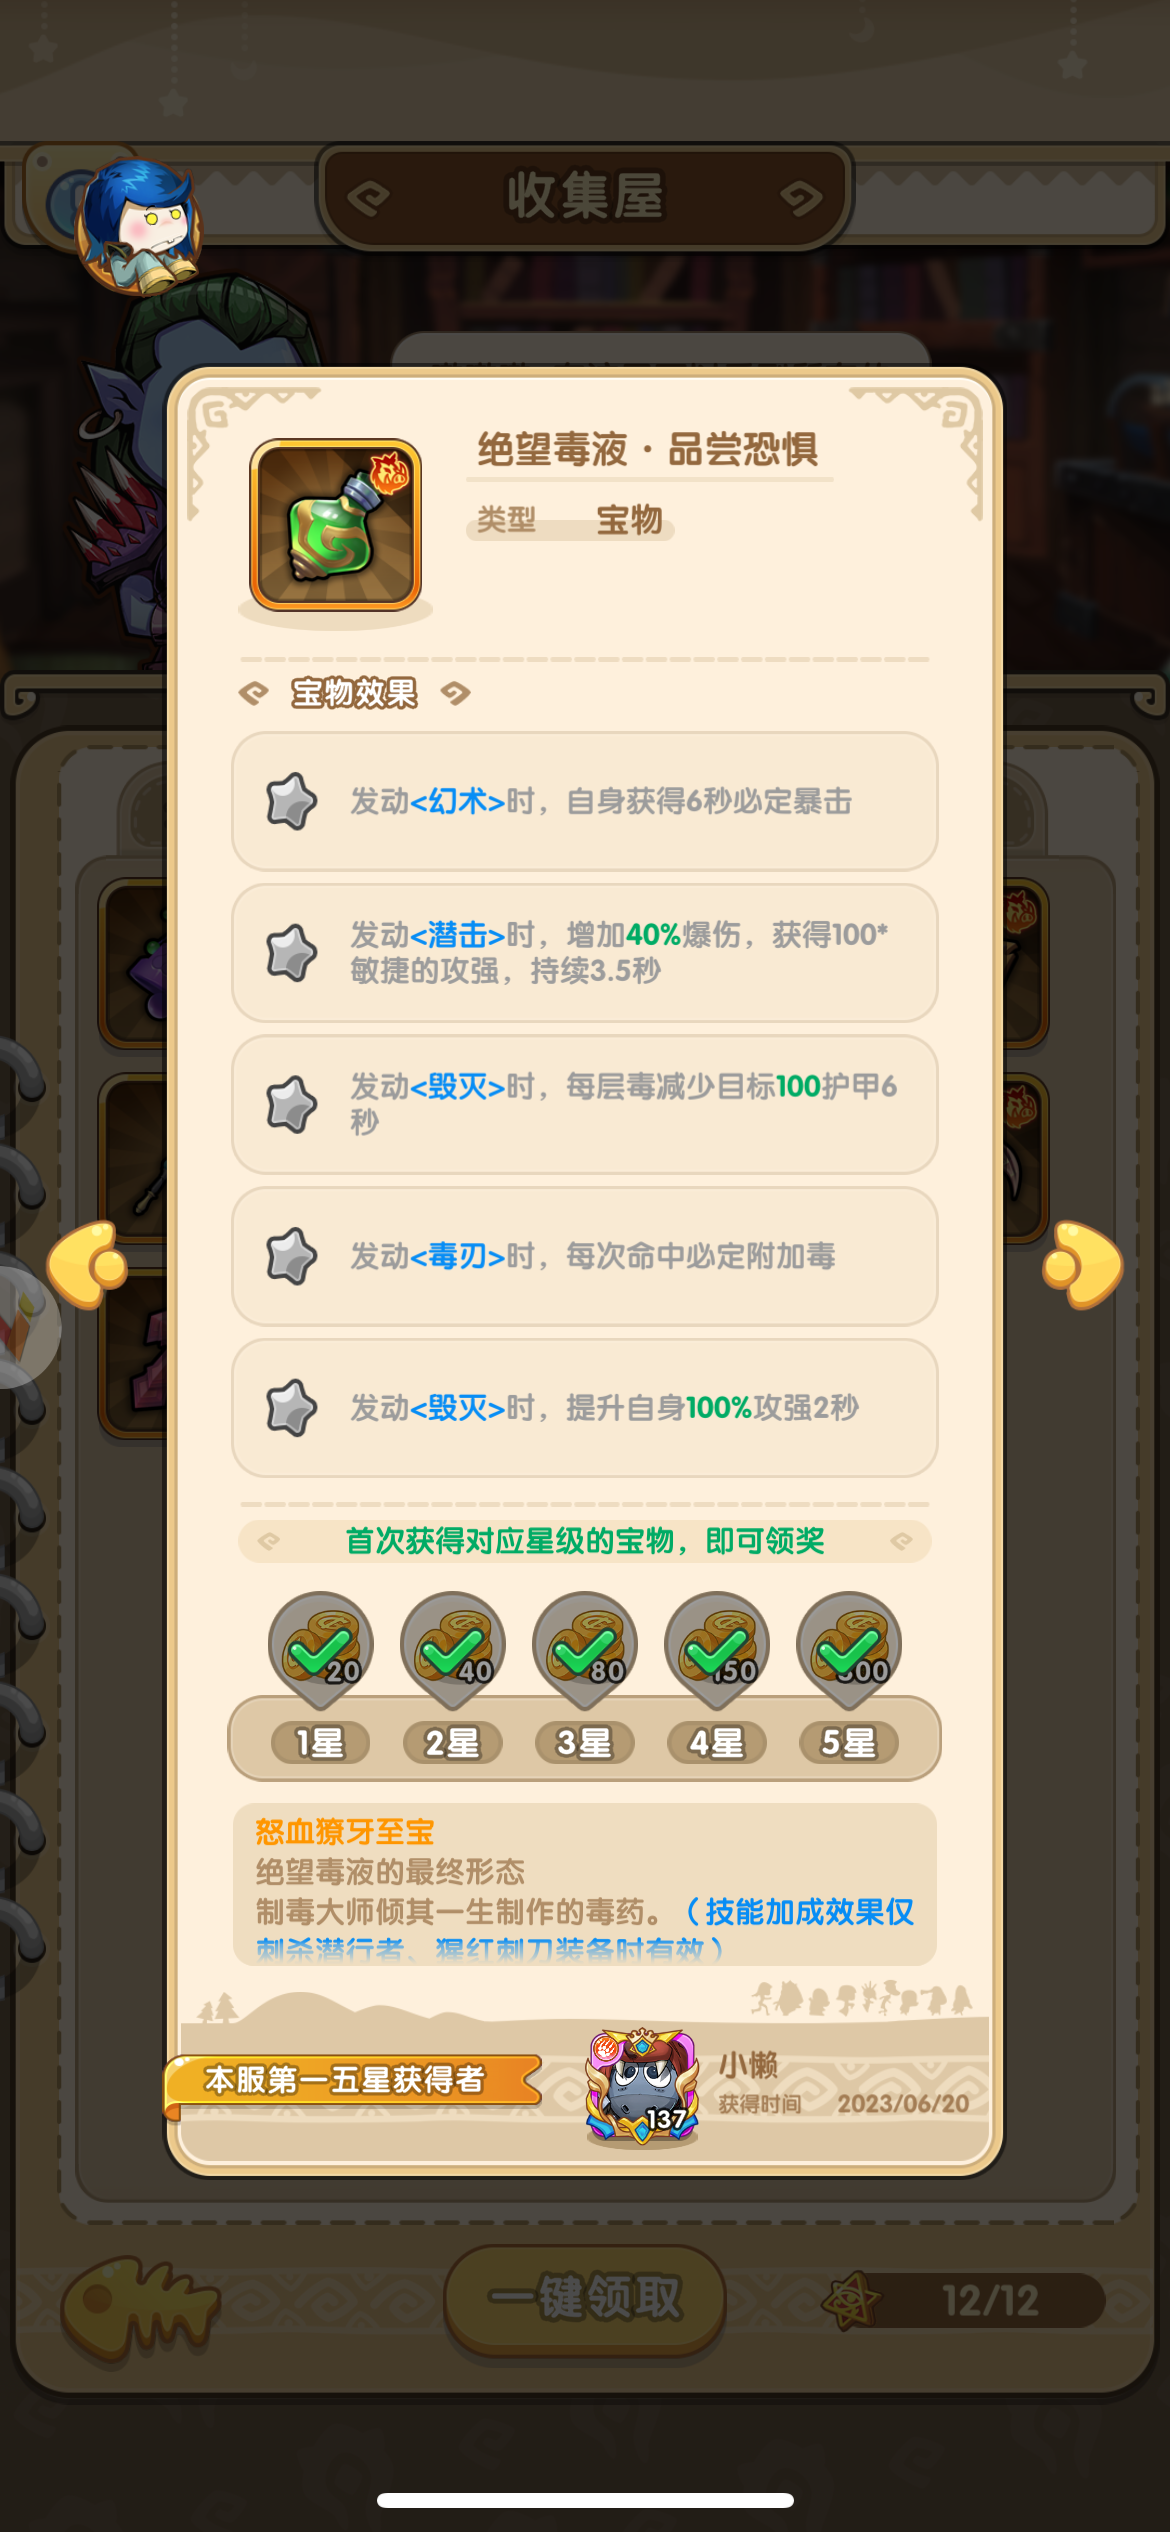 收集屋
绝望毒液·品尝恐惧
类型 宝物
宝物效果
发动<幻术>时，自身获得6秒必定暴击
发动<潜击>时，增加40%爆伤，获得100*
敏捷的攻强，持续3.5秒
发动<毁灭>时，每层毒减少目标100护甲6
秒
发动<毒刃>时，每次命中必定附加毒
发动<毁灭>时，提升自身100%攻强2秒
首次获得对应星级的宝物，即可领奖
20 40 80 150 300
1星 2星 3星 4星 5星
怒血獠牙至宝
绝望毒液的最终形态
制毒大师倾其一生制作的毒药。（技能加成效果仅
刺杀潜行者、猩红刺刀装备时有效）
本服第一五星获得者
137
小懒
获得时间 2023/06/20
一键领取
12/12